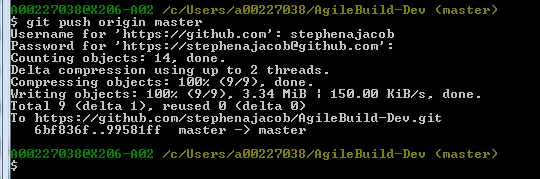 A00227038@X206-A02 /c/Users/a00227038/AgileBuild-Dev (master)
$ git push origin master
Username for 'https://github.com': stephenajacob
Password for 'https://stephenajacob@github.com':
Counting objects: 14, done.
Delta compression using up to 2 threads.
Compressing objects: 100% (9/9), done.
Writing objects: 100% (9/9), 3.34 MiB | 150.00 KiB/s, done.
Total 9 (delta 1), reused 0 (delta 0)
To https://github.com/stephenajacob/AgileBuild-Dev.git
   6bf836f..99581ff  master -> master
A00227038@X206-A02 /c/Users/a00227038/AgileBuild-Dev (master)
$